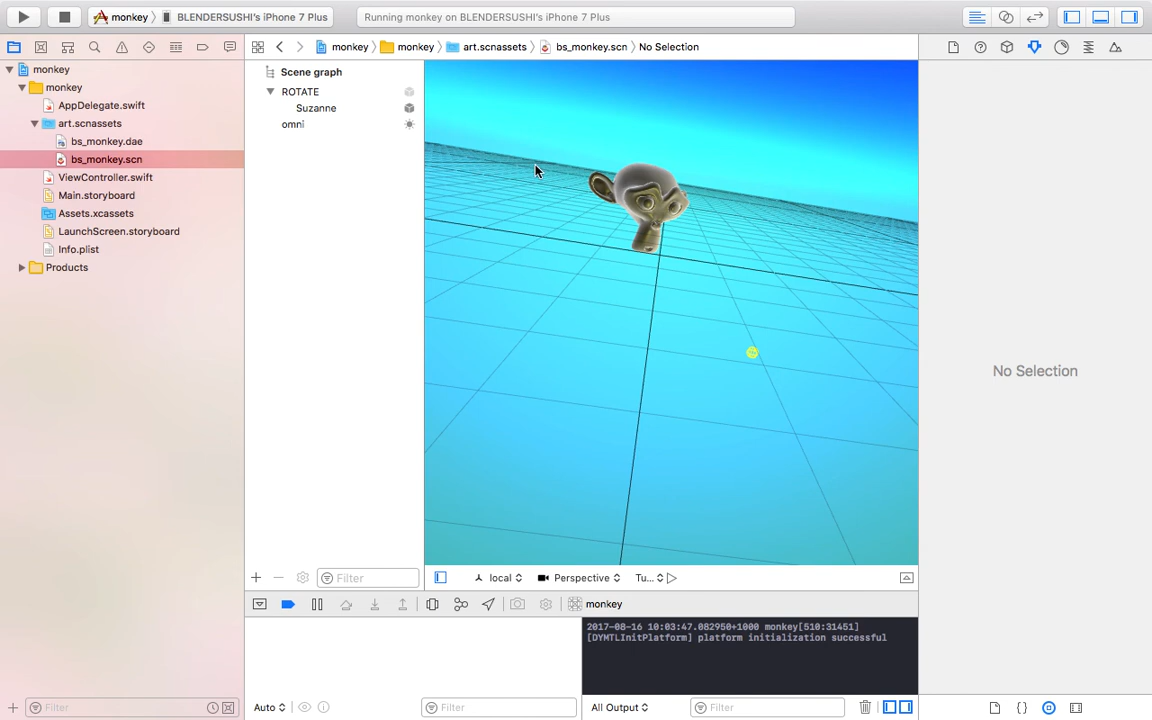 monkey 〉 BLENDERSUSHI's iPhone 7 Plus
Running monkey on BLENDERSUSHI's iPhone 7 Plus
monkey
monkey
AppDelegate.swift
art.scnassets
bs_monkey.dae
bs_monkey.scn
ViewController.swift
Main.storyboard
Assets.xcassets
LaunchScreen.storyboard
Info.plist
Products
Filter
monkey 〉 monkey 〉 art.scnassets 〉 bs_monkey.scn 〉 No Selection
Scene graph
ROTATE
Suzanne
omni
Filter
local
Perspective
Tu...
monkey
2017-08-16 10:03:47.082950+1000 monkey[510:31451]
[DYMTLInitPlatform] platform initialization successful
Auto
Filter
All Output
Filter
No Selection